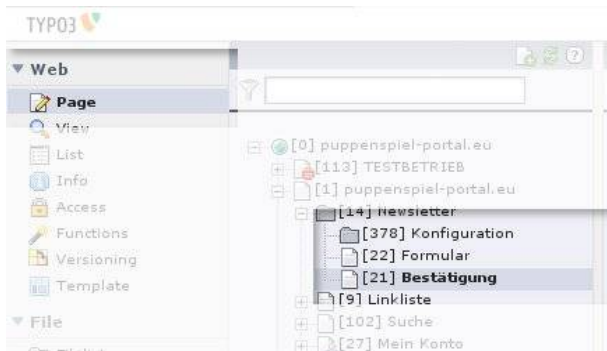 TYPO3
Web
Page
View
List
Info
Access
Functions
Versioning
Template
File
[0] puppenspiel-portal.eu
[113] TESTBETRIEB
[1] puppenspiel-portal.eu
[14] Newsletter
[378] Konfiguration
[22] Formular
[21] Bestätigung
[9] Linkliste
[102] Suche
[27] Mein Konto